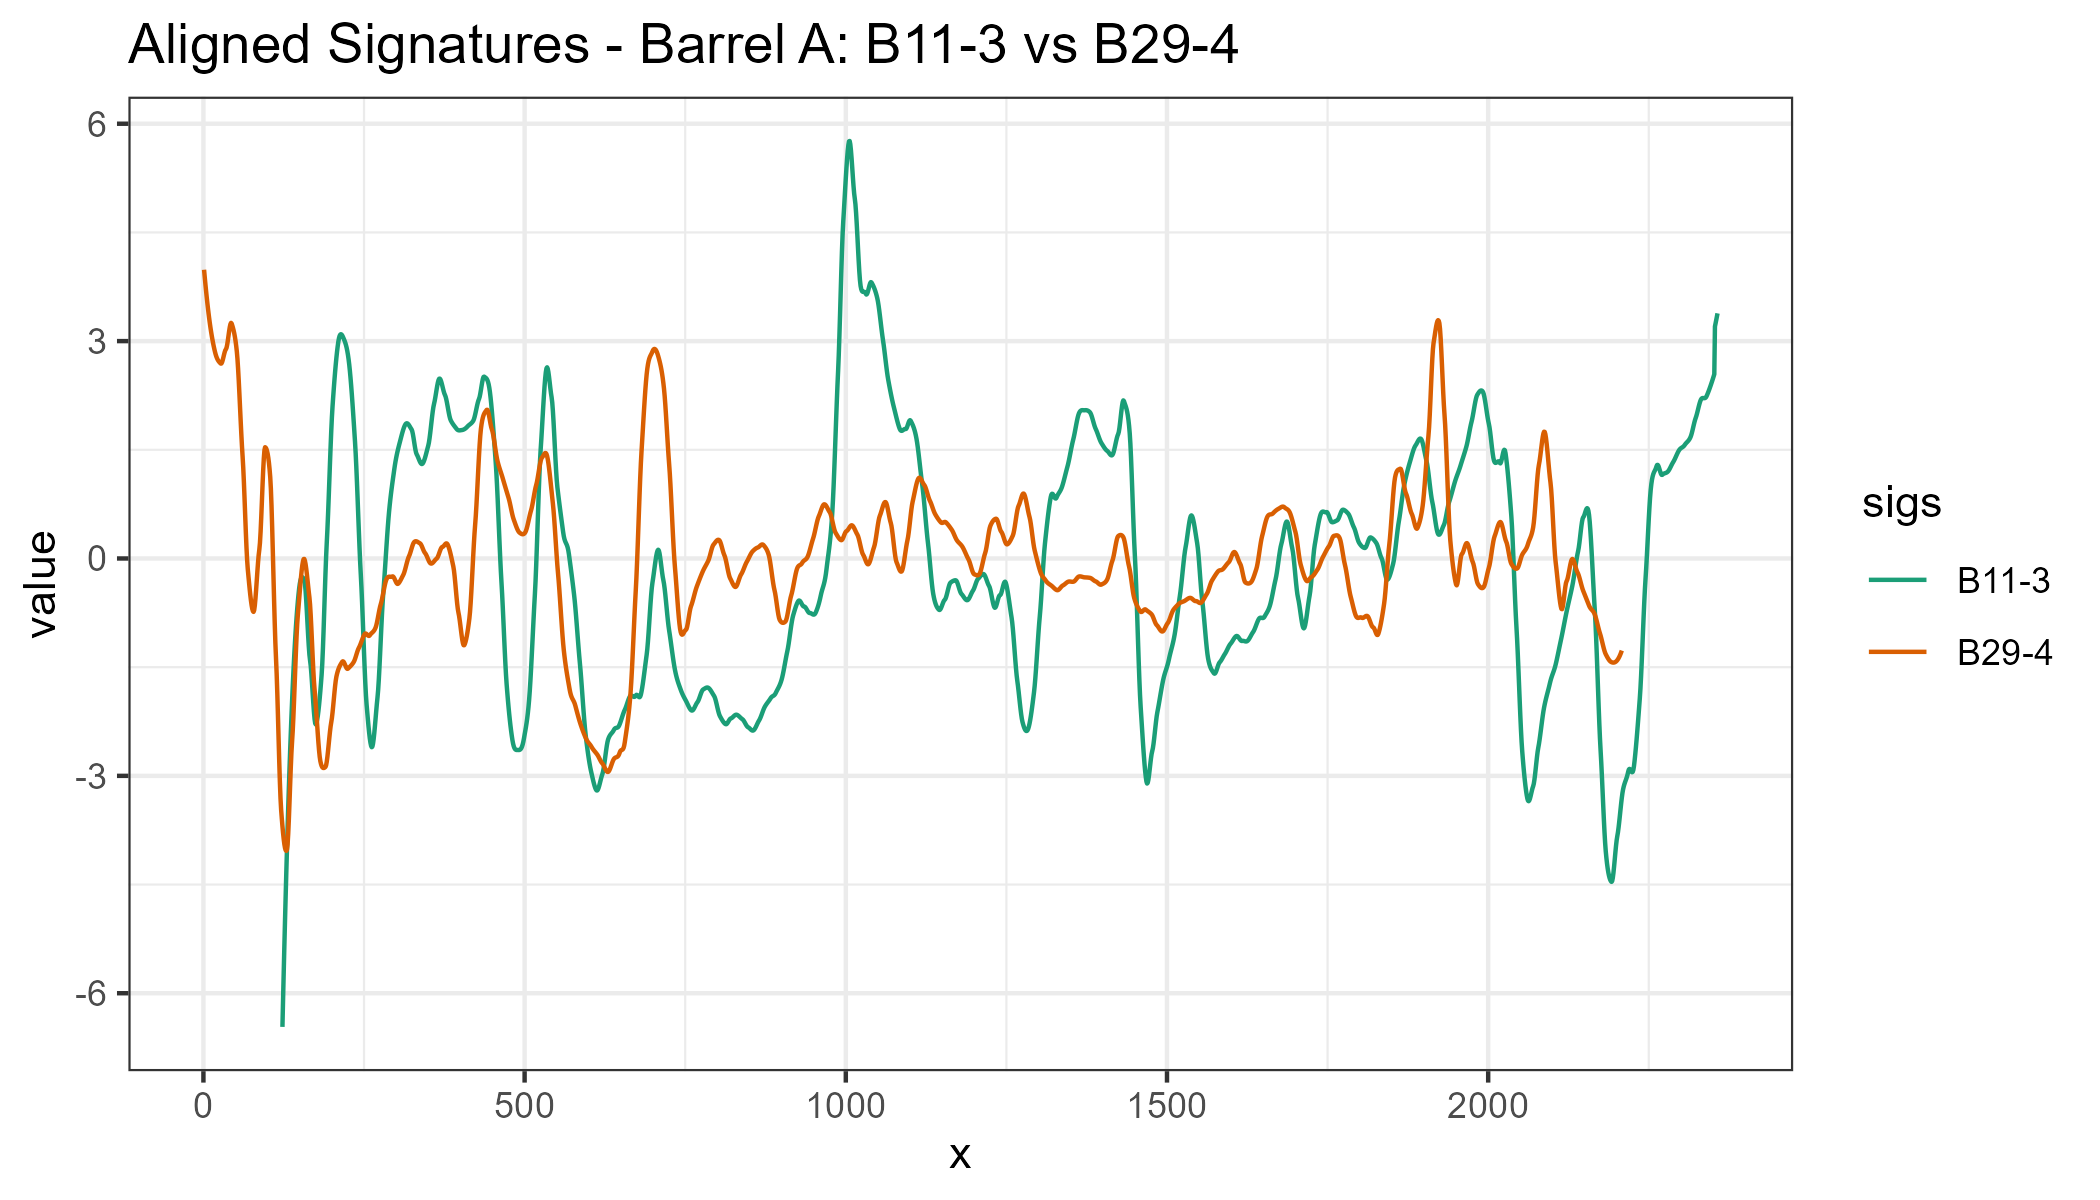 Aligned Signatures - Barrel A: B11-3 vs B29-4
6
3
0
-3
-6
value
0 500 1000 1500 2000
x
sigs
B11-3
B29-4